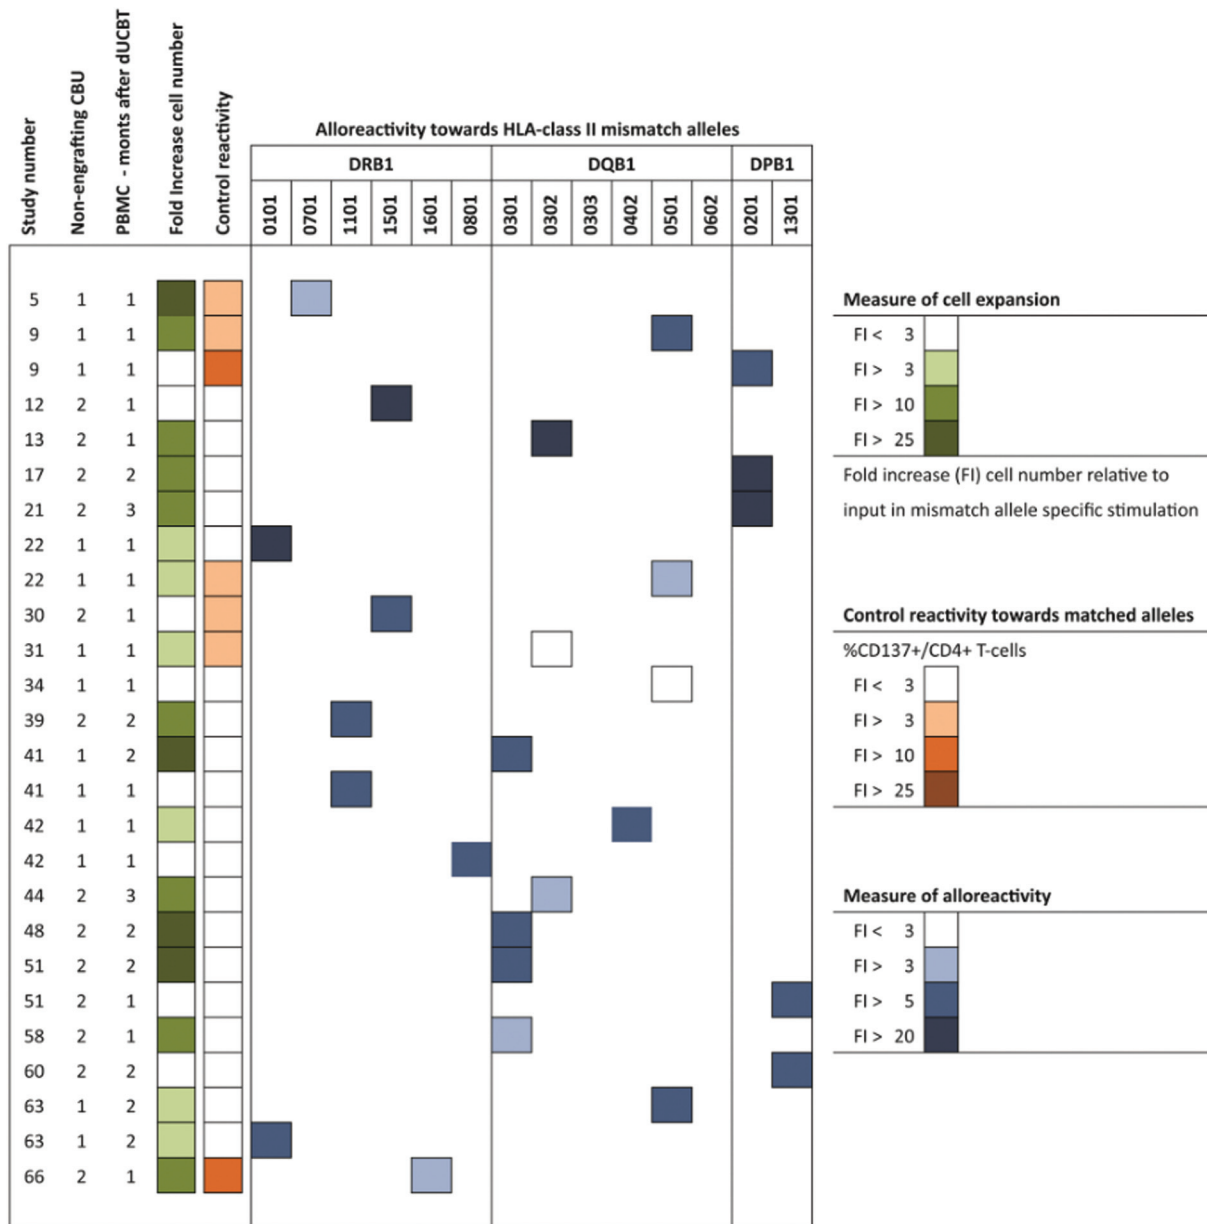 Study number
Non-engrafting CBU
PBMC - monts after dUCBT
Fold Increase cell number
Control reactivity
Alloreactivity towards HLA-class II mismatch alleles
DRB1 DQB1 DPB1
0101 0701 1101 1501 1601 0801 0301 0302 0303 0402 0501 0602 0201 1301
5 1 1
9 1 1
9 1 1
12 2 1
13 2 1
17 2 2
21 2 3
22 1 1
22 1 1
30 2 1
31 1 1
34 1 1
39 2 2
41 1 2
41 1 1
42 1 1
42 1 1
44 2 3
48 2 2
51 2 2
51 2 1
58 2 1
60 2 2
63 1 2
63 1 2
66 2 1
Measure of cell expansion
FI < 3
FI > 3
FI > 10
FI > 25
Fold increase (FI) cell number relative to
input in mismatch allele specific stimulation
Control reactivity towards matched alleles
%CD137+/CD4+ T-cells
FI < 3
FI > 3
FI > 10
FI > 25
Measure of alloreactivity
FI < 3
FI > 3
FI > 5
FI > 20